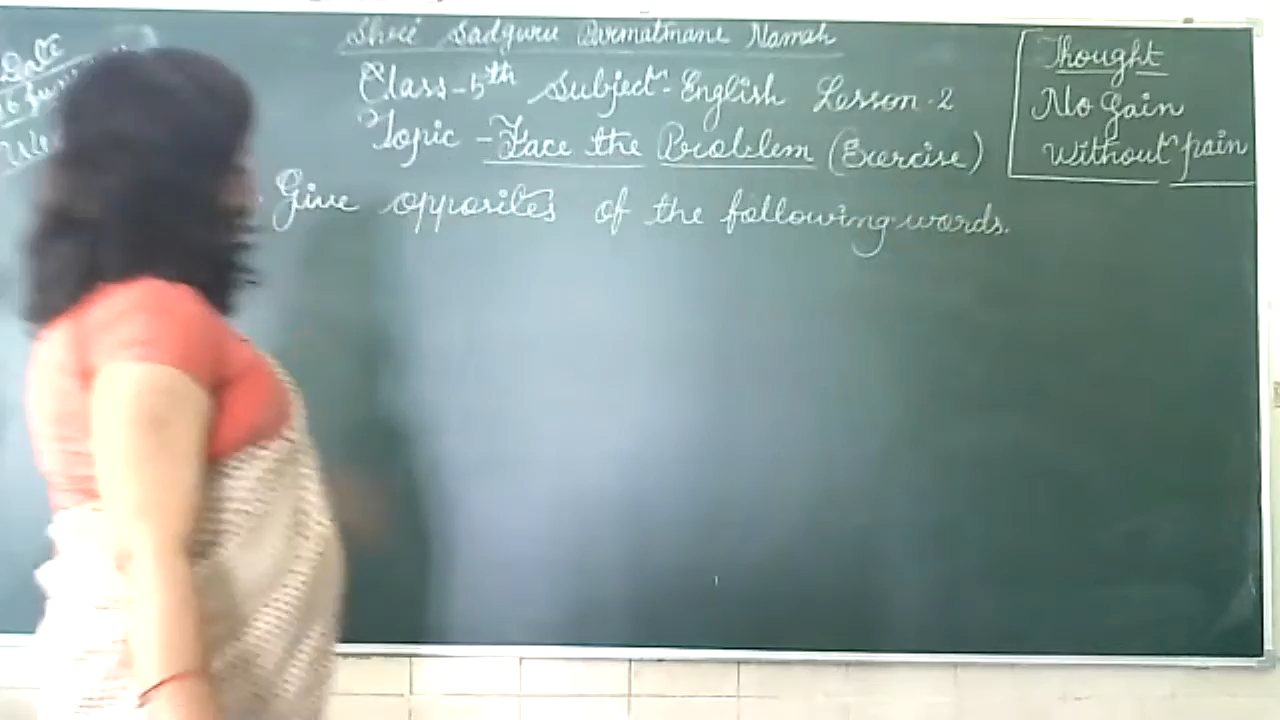 Date
Shree Sadguru Parmatmane Namah
Class-5th Subject-English Lesson-2
Topic-Face the Problem (Exercise)
Give opposites of the following words.
Thought
No Gain
without pain